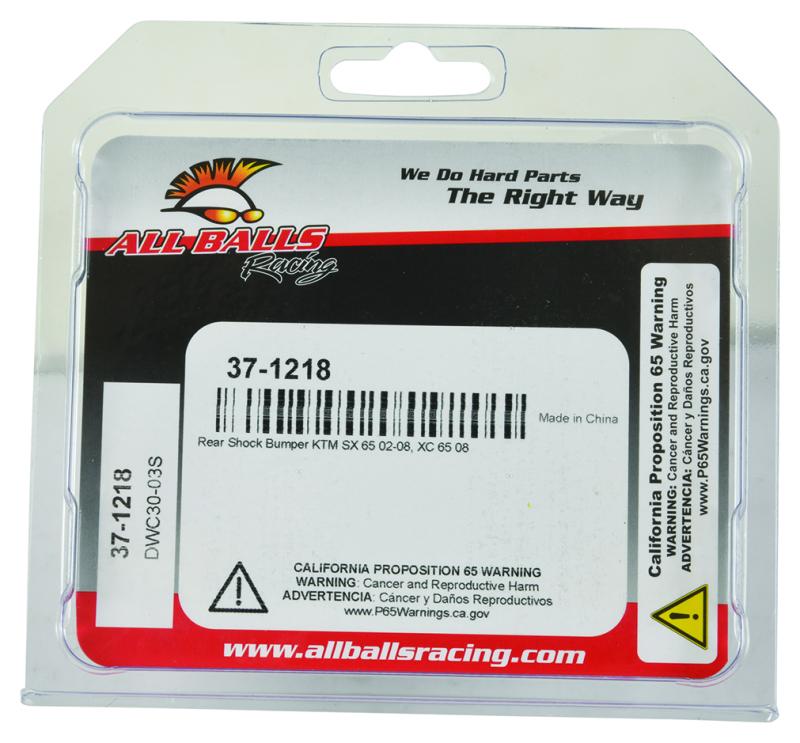 We Do Hard Parts
The Right Way
ALL BALLS
Racing
37-1218
Made in China
Rear Shock Bumper KTM SX 65 02-08, XC 65 08
37-1218
DWC30-03S
CALIFORNIA PROPOSITION 65 WARNING
WARNING: Cancer and Reproductive Harm
ADVERTENCIA: Cáncer y Daños Reproductivos
www.P65Warnings.ca.gov
California Proposition 65 Warning
WARNING: Cancer and Reproductive Harm
ADVERTENCIA: Cáncer y Daños Reproductivos
www.P65Warnings.ca.gov
www.allballsracing.com